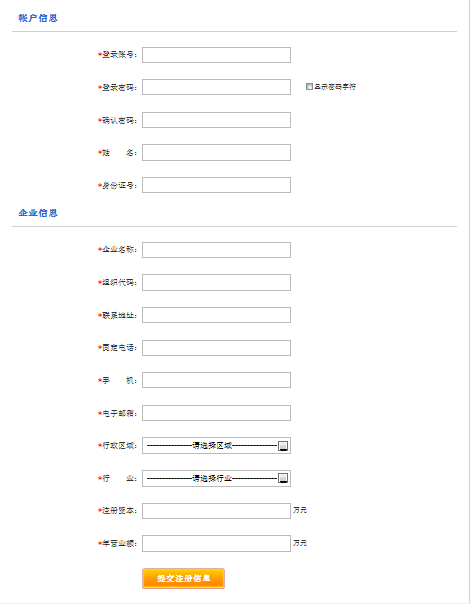 帐户信息
*登录账号：
*登录密码： 显示密码字符
*确认密码：
*姓　　名：
*身份证号：
企业信息
*企业名称：
*组织代码：
*联系地址：
*固定电话：
*手　　机：
*电子邮箱：
*行政区域： ---------------请选择区域---------------
*行　　业： ---------------请选择行业---------------
*注册资本： 万元
*年营业额： 万元
提交注册信息